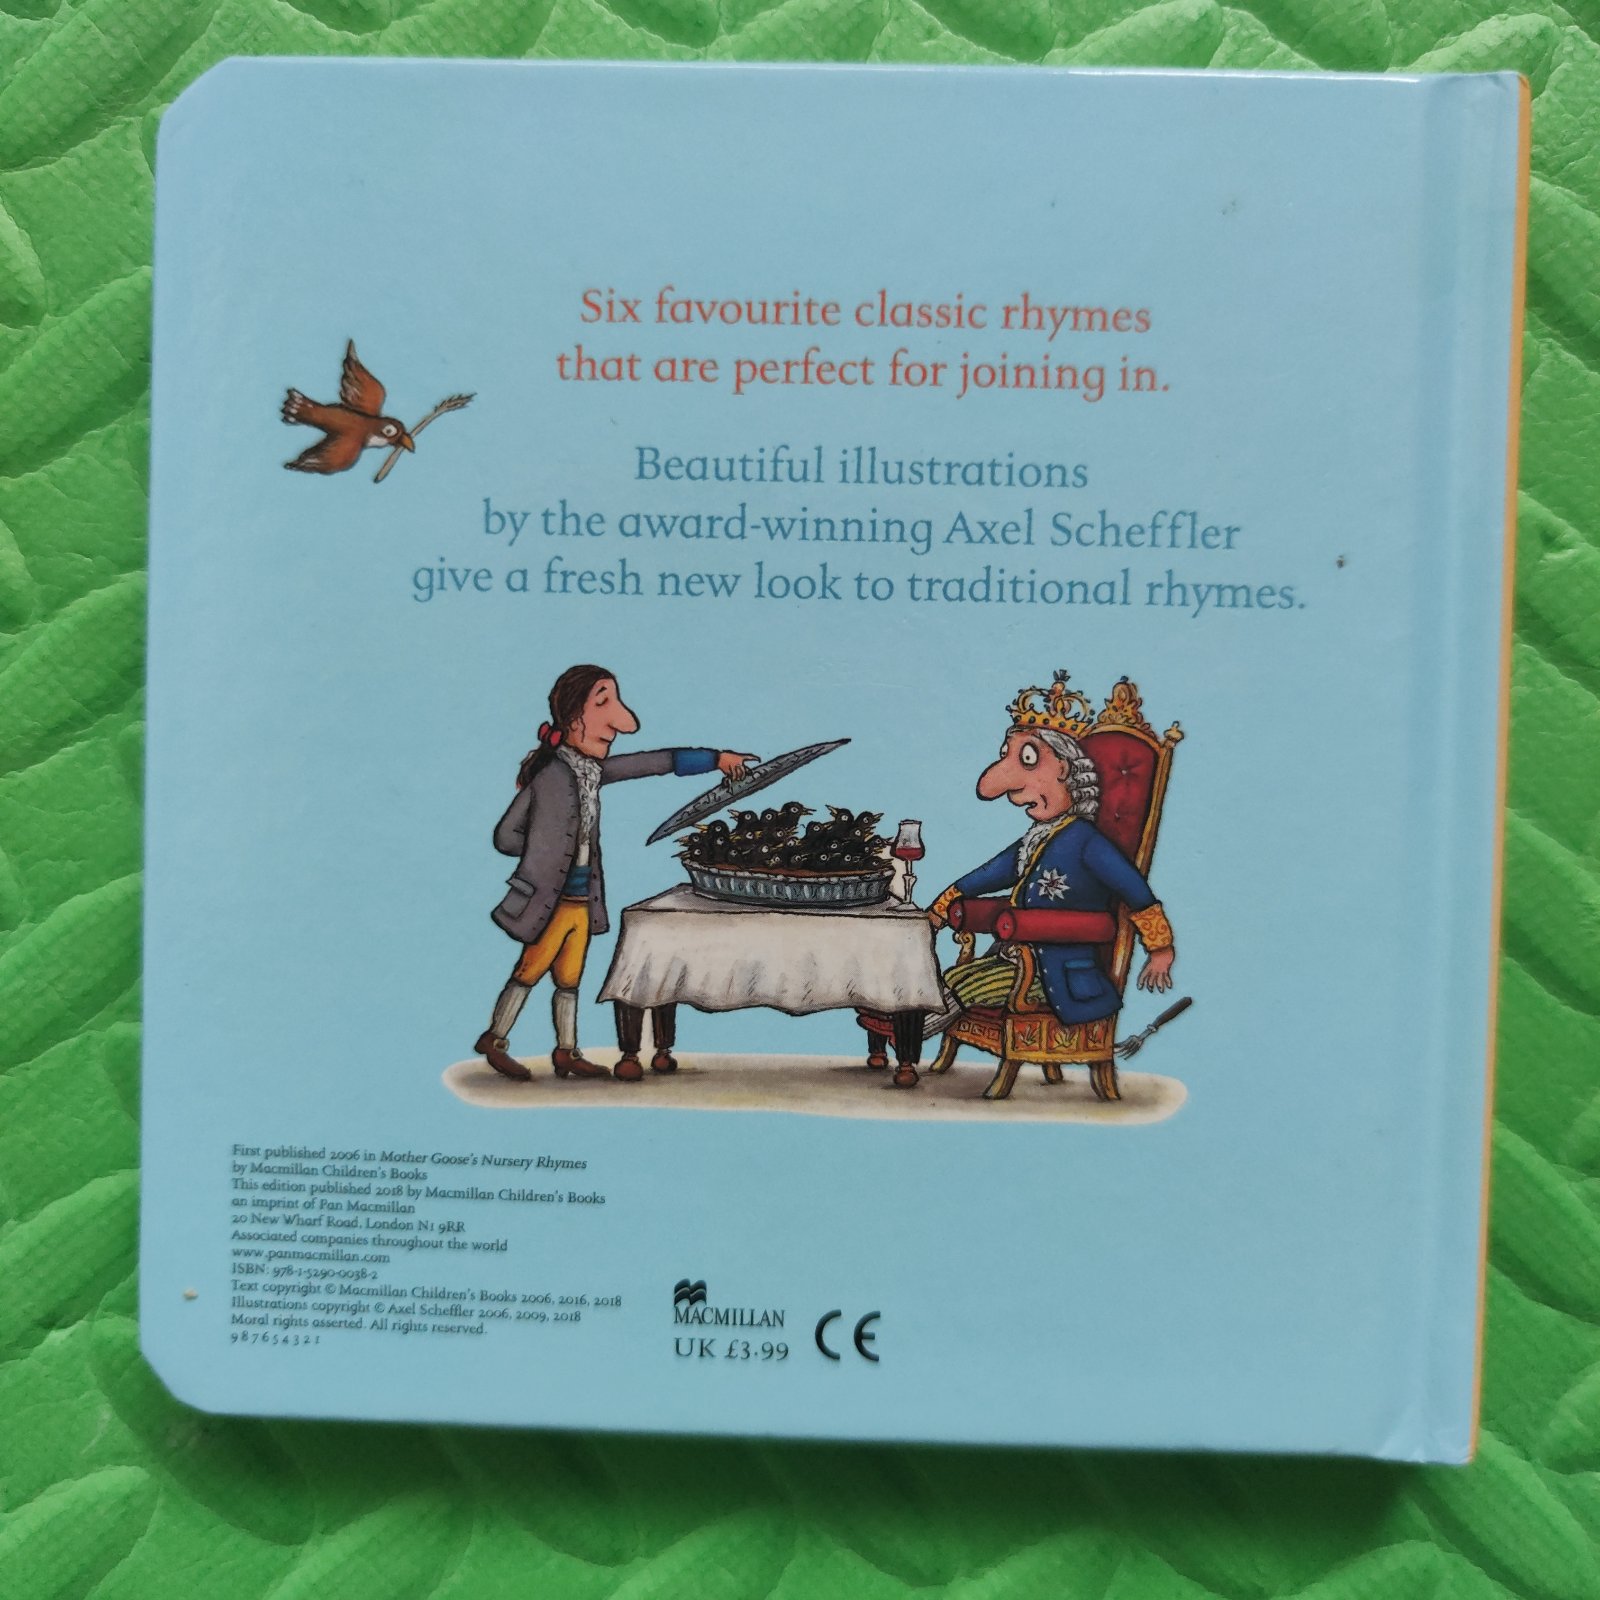 Six favourite classic rhymes
that are perfect for joining in.
Beautiful illustrations
by the award-winning Axel Scheffler
give a fresh new look to traditional rhymes.
First published 2006 in Mother Goose's Nursery Rhymes
by Macmillan Children's Books
This edition published 2018 by Macmillan Children's Books
an imprint of Pan Macmillan
20 New Wharf Road, London N1 9RR
Associated companies throughout the world
www.panmacmillan.com
ISBN: 978-1-5290-0038-2
Text copyright © Macmillan Children's Books 2006, 2016, 2018
Illustrations copyright © Axel Scheffler 2006, 2009, 2018
Moral rights asserted. All rights reserved.
9 8 7 6 5 4 3 2 1
MACMILLAN
UK £3.99
CE